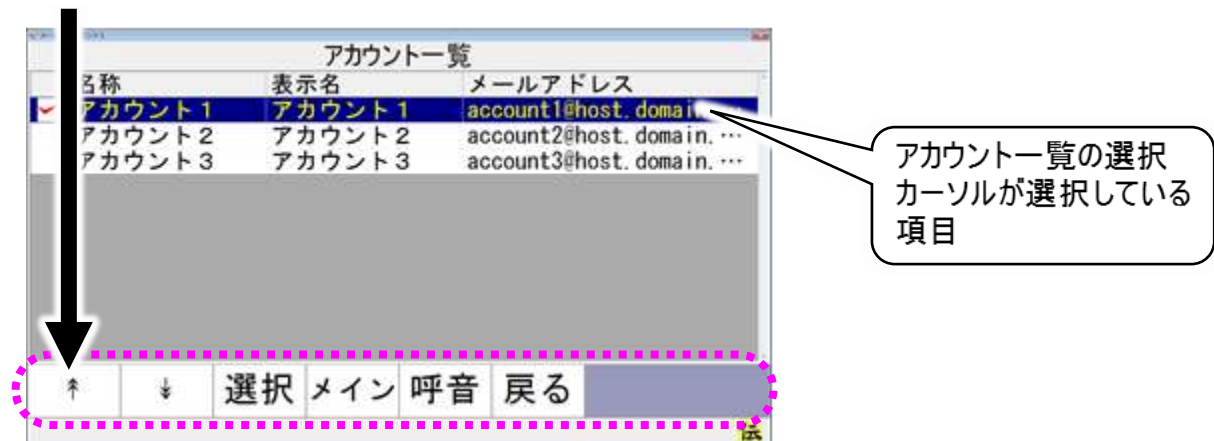 アカウント一覧
名称 表示名 メールアドレス
アカウント1 アカウント1 account1@host.domain.…
アカウント2 アカウント2 account2@host.domain.…
アカウント3 アカウント3 account3@host.domain.…
アカウント一覧の選択
カーソルが選択している
項目
↟ ↡ 選択 メイン 呼音 戻る